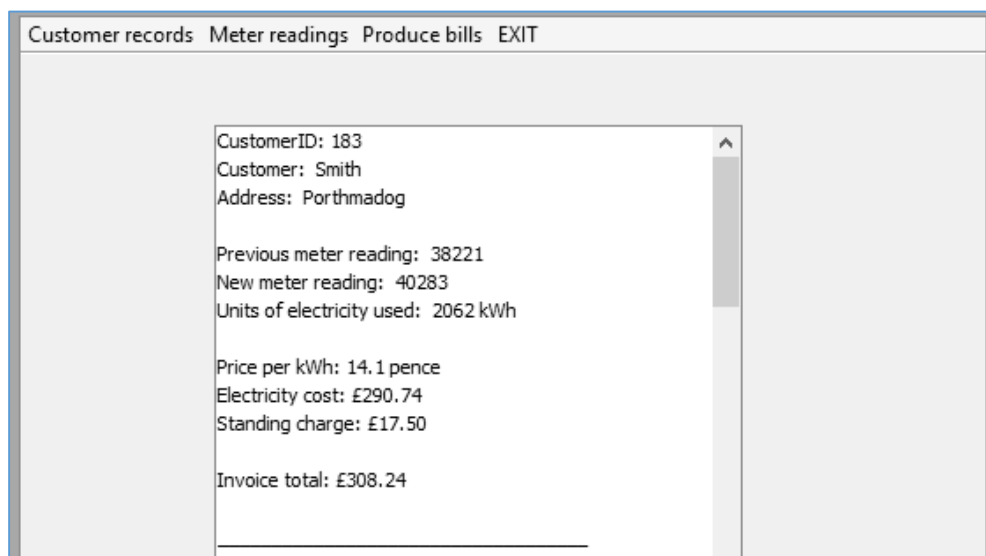 Customer records Meter readings Produce bills EXIT
CustomerID: 183
Customer: Smith
Address: Porthmadog
Previous meter reading: 38221
New meter reading: 40283
Units of electricity used: 2062 kWh
Price per kWh: 14.1 pence
Electricity cost: £290.74
Standing charge: £17.50
Invoice total: £308.24